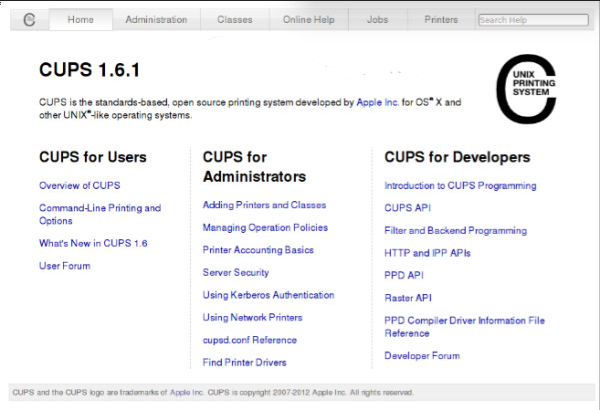 Home Administration Classes Online Help Jobs Printers Search Help
CUPS 1.6.1
CUPS is the standards-based, open source printing system developed by Apple Inc. for OS® X and
other UNIX®-like operating systems.
UNIX
PRINTING
SYSTEM
CUPS for Users
Overview of CUPS
Command-Line Printing and
Options
What's New in CUPS 1.6
User Forum
CUPS for
Administrators
Adding Printers and Classes
Managing Operation Policies
Printer Accounting Basics
Server Security
Using Kerberos Authentication
Using Network Printers
cupsd.conf Reference
Find Printer Drivers
CUPS for Developers
Introduction to CUPS Programming
CUPS API
Filter and Backend Programming
HTTP and IPP APIs
PPD API
Raster API
PPD Compiler Driver Information File
Reference
Developer Forum
CUPS and the CUPS logo are trademarks of Apple Inc. CUPS is copyright 2007-2012 Apple Inc. All rights reserved.